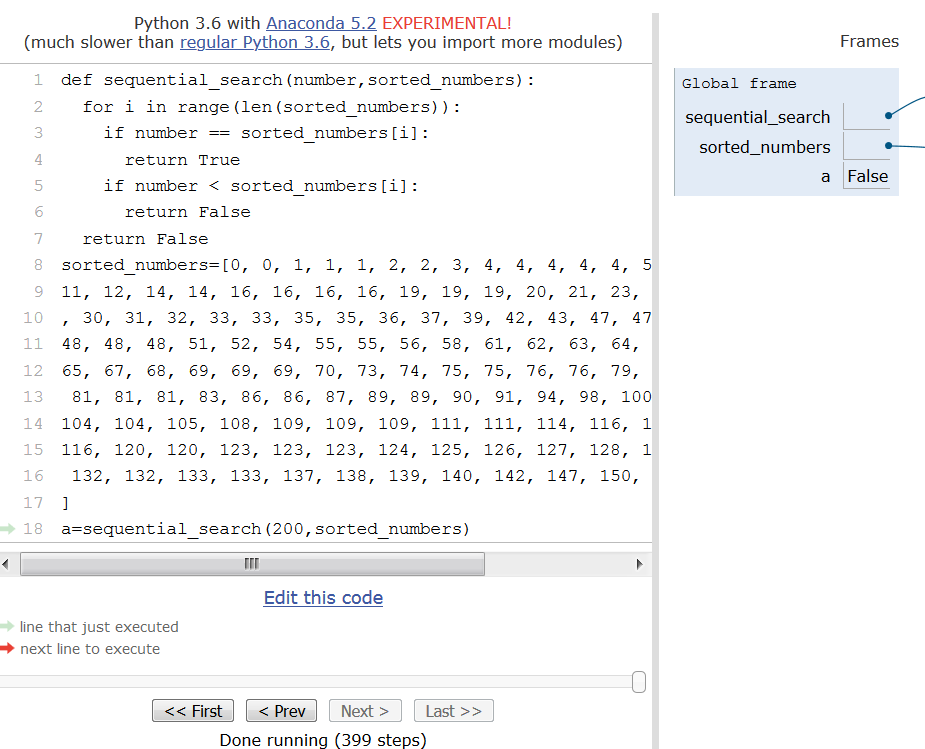 Python 3.6 with Anaconda 5.2 EXPERIMENTAL!
(much slower than regular Python 3.6, but lets you import more modules)
1 def sequential_search(number,sorted_numbers):
2 for i in range(len(sorted_numbers)):
3 if number == sorted_numbers[i]:
4 return True
5 if number < sorted_numbers[i]:
6 return False
7 return False
8 sorted_numbers=[0, 0, 1, 1, 1, 2, 2, 3, 4, 4, 4, 4, 4, 5
9 11, 12, 14, 14, 16, 16, 16, 16, 19, 19, 19, 20, 21, 23,
10 , 30, 31, 32, 33, 33, 35, 35, 36, 37, 39, 42, 43, 47, 47
11 48, 48, 48, 51, 52, 54, 55, 55, 56, 58, 61, 62, 63, 64,
12 65, 67, 68, 69, 69, 69, 70, 73, 74, 75, 75, 76, 76, 79,
13 81, 81, 81, 83, 86, 86, 87, 89, 89, 90, 91, 94, 98, 100
14 104, 104, 105, 108, 109, 109, 109, 111, 111, 114, 116, 1
15 116, 120, 120, 123, 123, 123, 124, 125, 126, 127, 128, 1
16 132, 132, 133, 133, 137, 138, 139, 140, 142, 147, 150,
17 ]
18 a=sequential_search(200,sorted_numbers)
Edit this code
line that just executed
next line to execute
<< First < Prev Next > Last >>
Done running (399 steps)
Frames
Global frame
sequential_search
sorted_numbers
a False